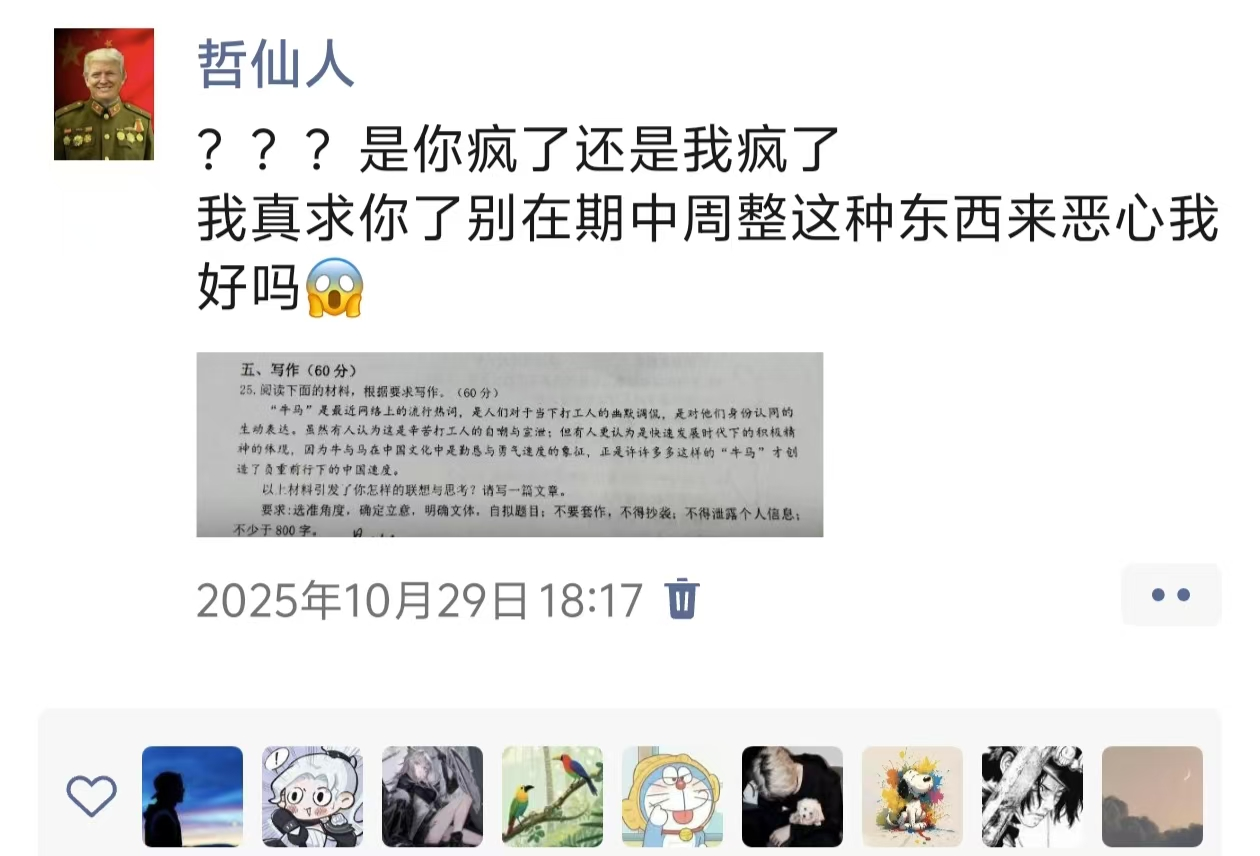 哲仙人
？？？是你疯了还是我疯了
我真求你了别在期中周整这种东西来恶心我
好吗😱
五、写作（60分）
25. 阅读下面的材料，根据要求写作。（60分）
“牛马”是最近网络上的流行热词，是人们对于当下打工人的幽默调侃，是对他们身份认同的
生动表达。虽然有人认为这是辛苦打工人的自嘲与宣泄；但有人更认为是快速发展时代下的积极精
神的体现，因为牛与马在中国文化中是勤恳与勇气速度的象征，正是许许多多这样的“牛马”才创
造了负重前行下的中国速度。
以上材料引发了你怎样的联想与思考？请写一篇文章。
要求：选准角度，确定立意，明确文体，自拟题目；不要套作，不得抄袭；不得泄露个人信息；
不少于 800 字。
2025年10月29日 18:17